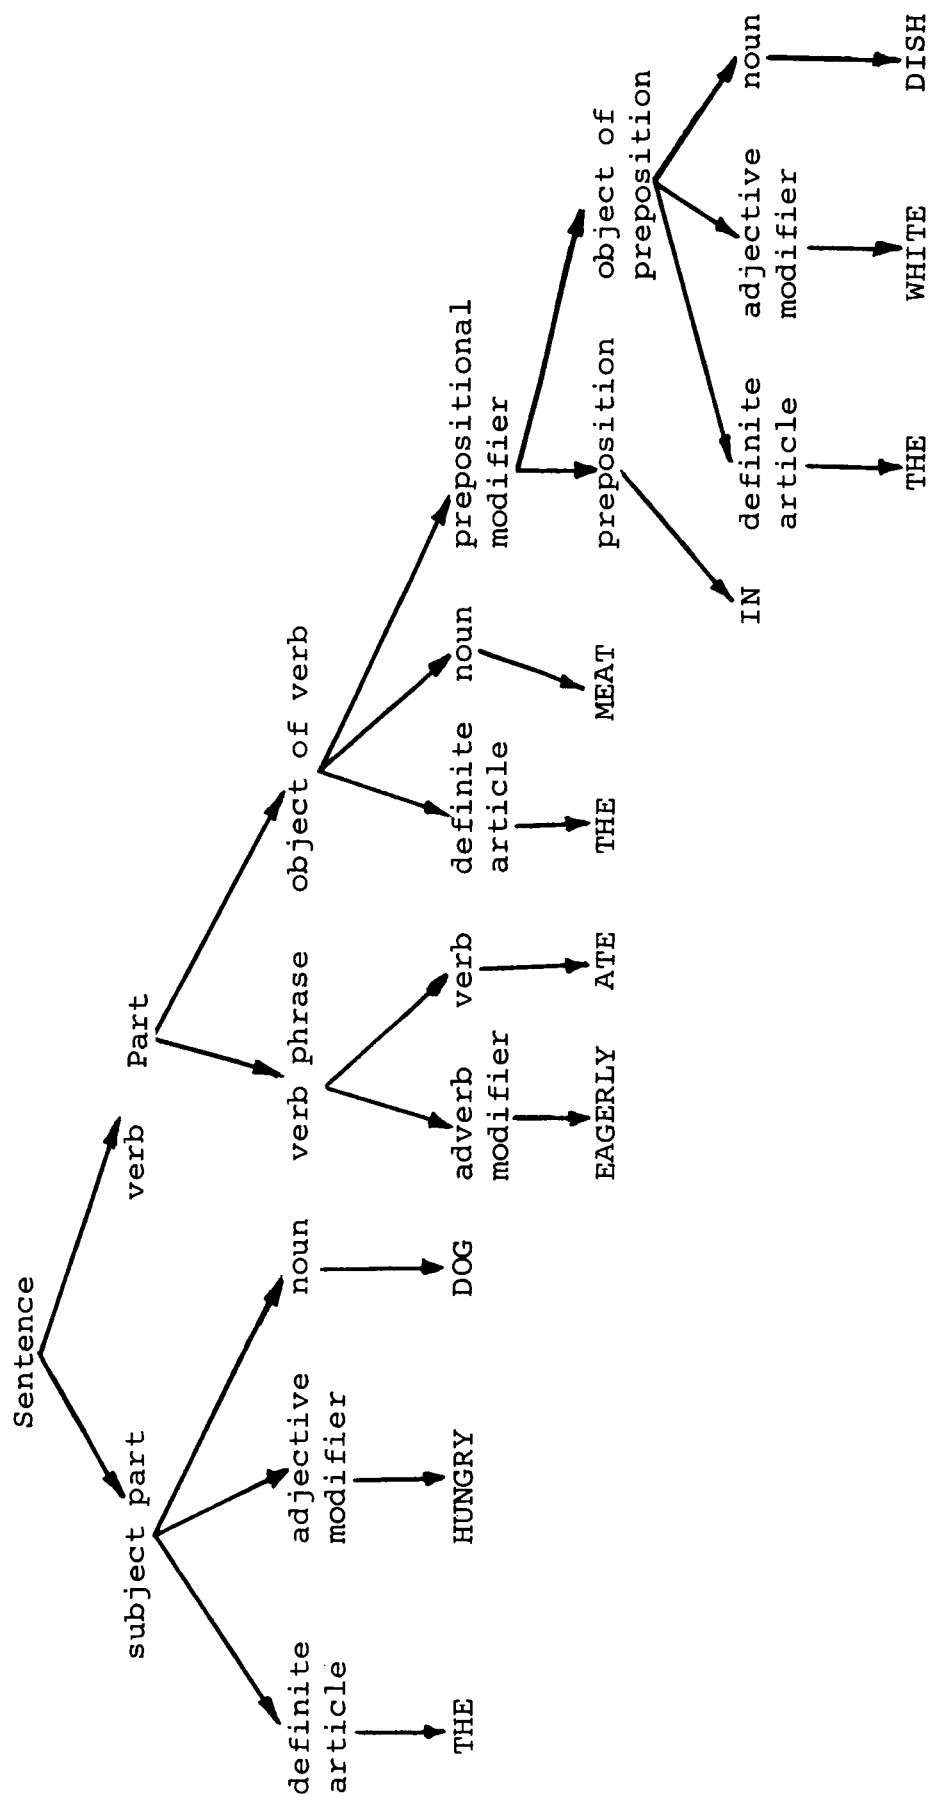 Sentence
subject part
verb Part
definite
article
adjective
modifier
noun
verb phrase
object of verb
THE
HUNGRY
DOG
adverb
modifier
verb
definite
article
noun
prepositional
modifier
EAGERLY
ATE
THE
MEAT
preposition
object of
preposition
IN
definite
article
adjective
modifier
noun
THE
WHITE
DISH